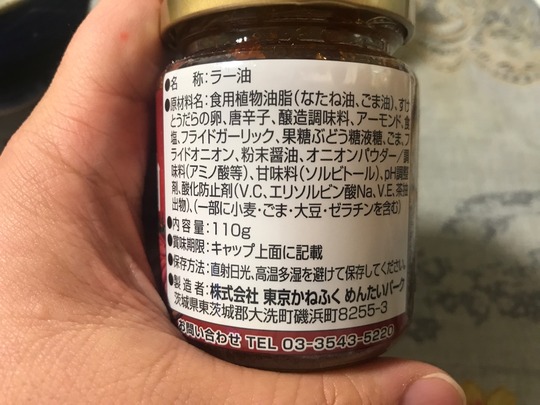 ●名　称:ラー油
●原材料名:食用植物油脂(なたね油、ごま油)、すけ
とうだらの卵、唐辛子、醸造調味料、アーモンド、食
塩、フライドガーリック、果糖ぶどう糖液糖、ごま、フ
ライドオニオン、粉末醤油、オニオンパウダー/調
味料(アミノ酸等)、甘味料(ソルビトール)、pH調整
剤、酸化防止剤(V.C、エリソルビン酸Na、V.E、茶抽
出物)、(一部に小麦・ごま・大豆・ゼラチンを含む)
●内容量:110g
●賞味期限:キャップ上面に記載
●保存方法:直射日光、高温多湿を避けて保存してください。
●製造者:株式会社 東京かねふく めんたいパーク
茨城県東茨城郡大洗町磯浜町8255-3
お問い合わせ TEL 03-3543-5220